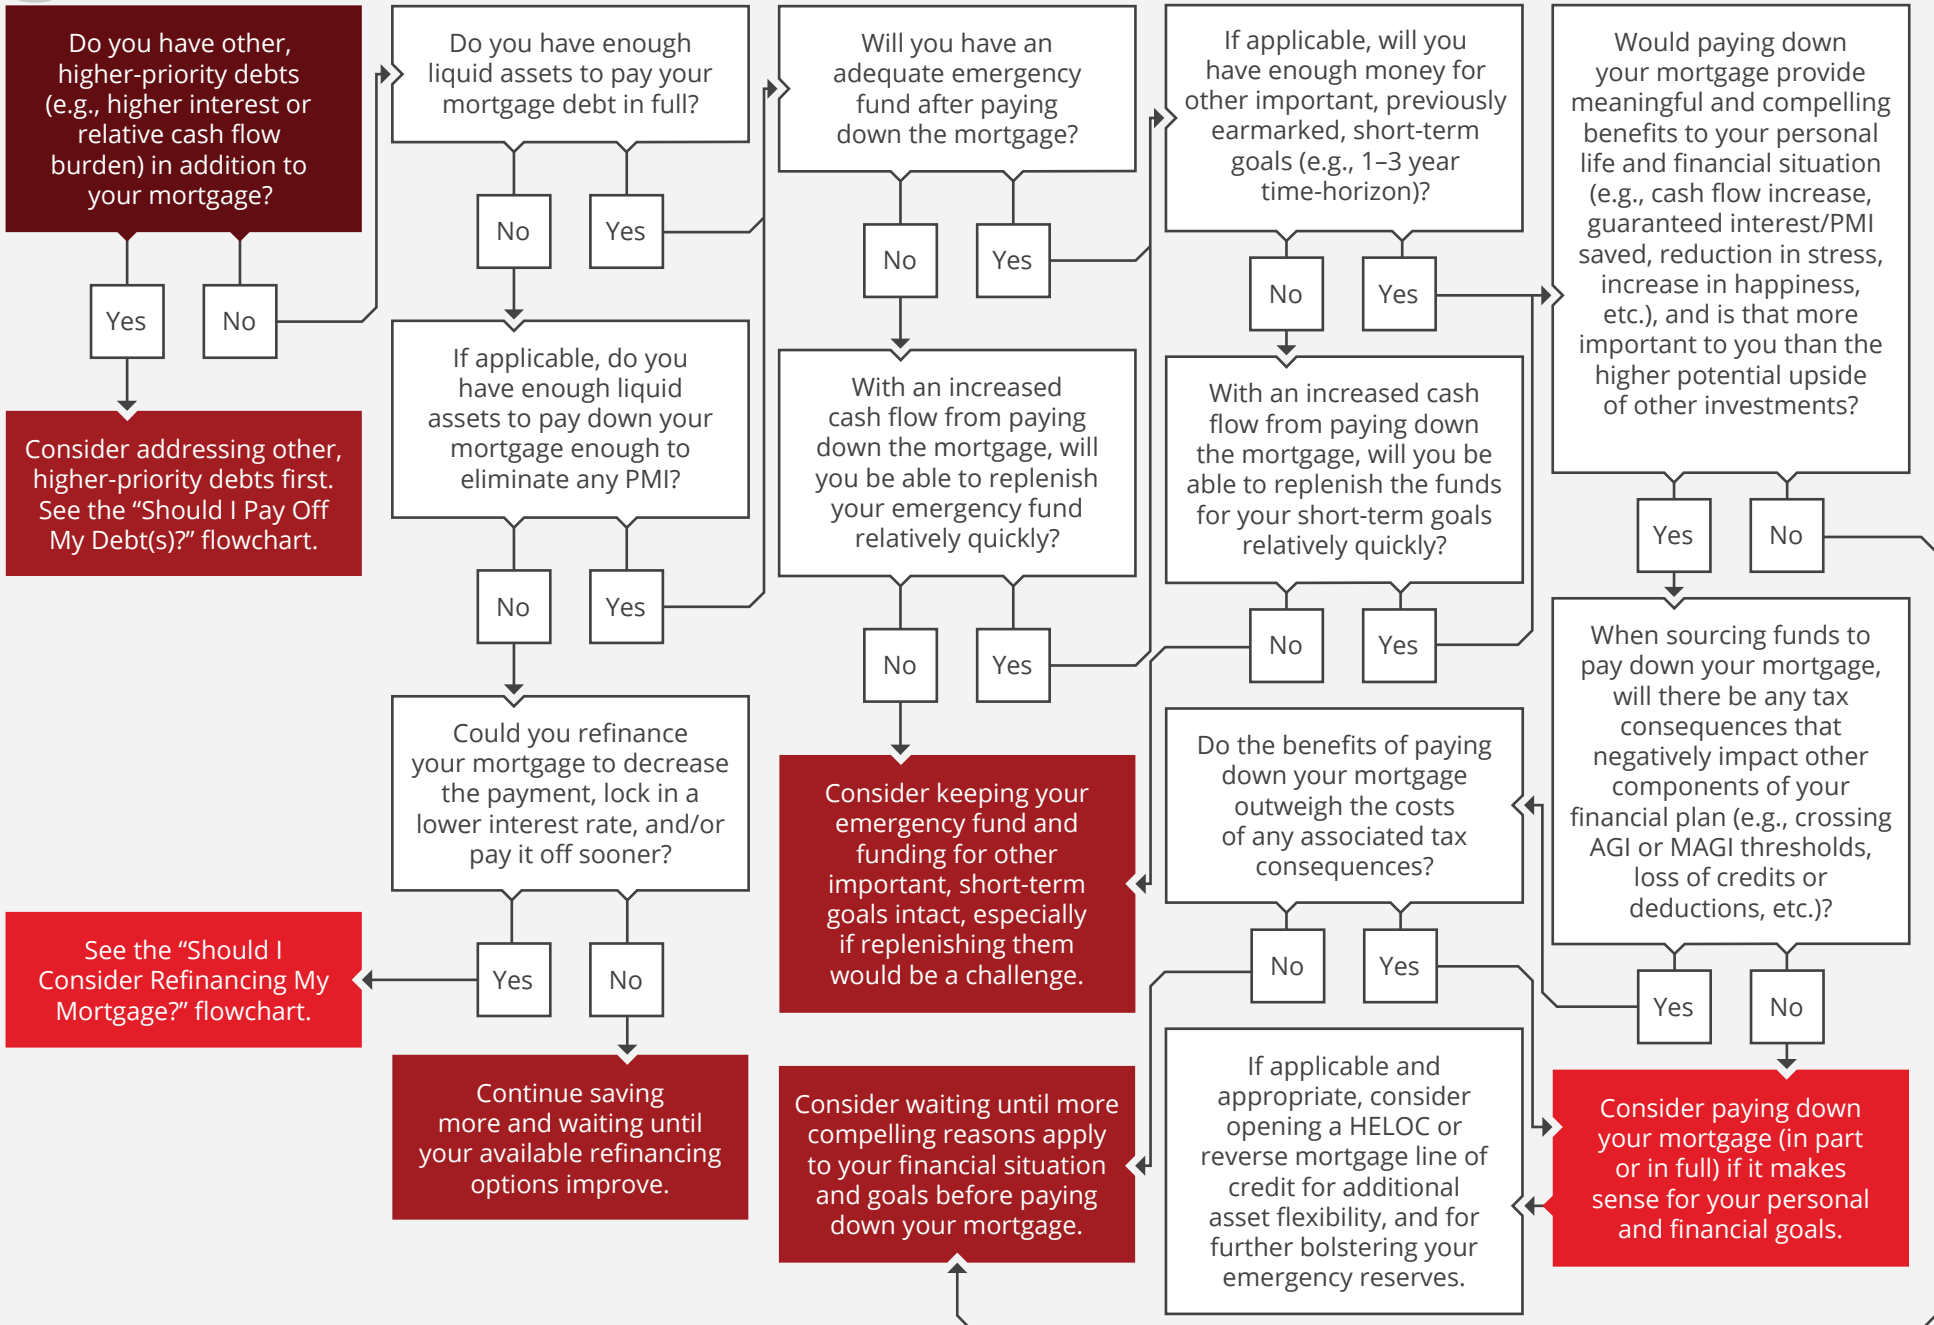 Do you have other,
higher-priority debts
(e.g., higher interest or
relative cash flow
burden) in addition to
your mortgage?
Yes
No
Consider addressing other,
higher-priority debts first.
See the “Should I Pay Off
My Debt(s)?” flowchart.
Do you have enough
liquid assets to pay your
mortgage debt in full?
No
Yes
If applicable, do you
have enough liquid
assets to pay down your
mortgage enough to
eliminate any PMI?
No
Yes
Could you refinance
your mortgage to decrease
the payment, lock in a
lower interest rate, and/or
pay it off sooner?
Yes
No
See the “Should I
Consider Refinancing My
Mortgage?” flowchart.
Continue saving
more and waiting until
your available refinancing
options improve.
Will you have an
adequate emergency
fund after paying
down the mortgage?
No
Yes
With an increased
cash flow from paying
down the mortgage, will
you be able to replenish
your emergency fund
relatively quickly?
No
Yes
Consider keeping your
emergency fund and
funding for other
important, short-term
goals intact, especially
if replenishing them
would be a challenge.
Consider waiting until more
compelling reasons apply
to your financial situation
and goals before paying
down your mortgage.
If applicable, will you
have enough money for
other important, previously
earmarked, short-term
goals (e.g., 1–3 year
time-horizon)?
No
Yes
With an increased cash
flow from paying down
the mortgage, will you be
able to replenish the funds
for your short-term goals
relatively quickly?
No
Yes
Do the benefits of paying
down your mortgage
outweigh the costs
of any associated tax
consequences?
No
Yes
If applicable and
appropriate, consider
opening a HELOC or
reverse mortgage line of
credit for additional
asset flexibility, and for
further bolstering your
emergency reserves.
Would paying down
your mortgage provide
meaningful and compelling
benefits to your personal
life and financial situation
(e.g., cash flow increase,
guaranteed interest/PMI
saved, reduction in stress,
increase in happiness,
etc.), and is that more
important to you than the
higher potential upside
of other investments?
Yes
No
When sourcing funds to
pay down your mortgage,
will there be any tax
consequences that
negatively impact other
components of your
financial plan (e.g., crossing
AGI or MAGI thresholds,
loss of credits or
deductions, etc.)?
Yes
No
Consider paying down
your mortgage (in part
or in full) if it makes
sense for your personal
and financial goals.